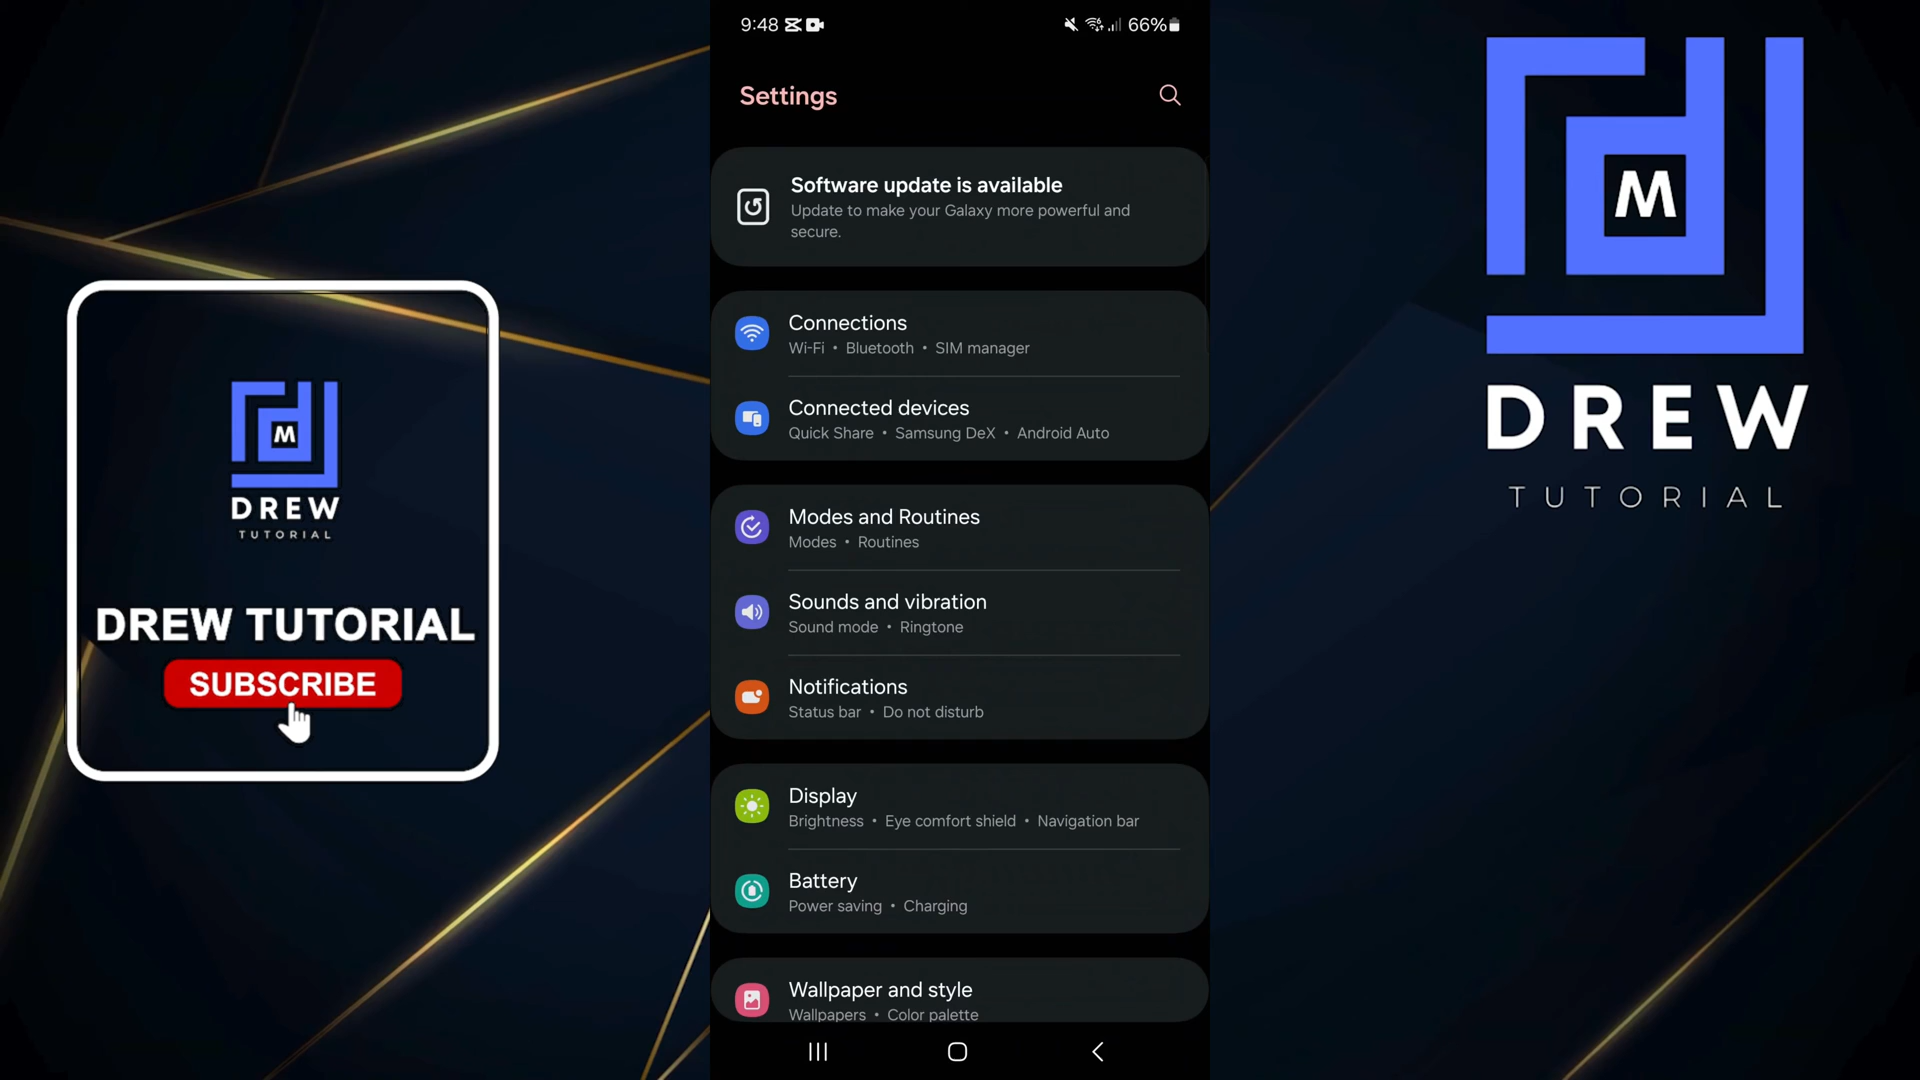 9:48
66%
Settings
Software update is available
Update to make your Galaxy more powerful and
secure.
Connections
Wi-Fi • Bluetooth • SIM manager
Connected devices
Quick Share • Samsung DeX • Android Auto
Modes and Routines
Modes • Routines
Sounds and vibration
Sound mode • Ringtone
Notifications
Status bar • Do not disturb
Display
Brightness • Eye comfort shield • Navigation bar
Battery
Power saving • Charging
Wallpaper and style
Wallpapers • Color palette
M
DREW
TUTORIAL
DREW TUTORIAL
SUBSCRIBE
M
DREW
TUTORIAL